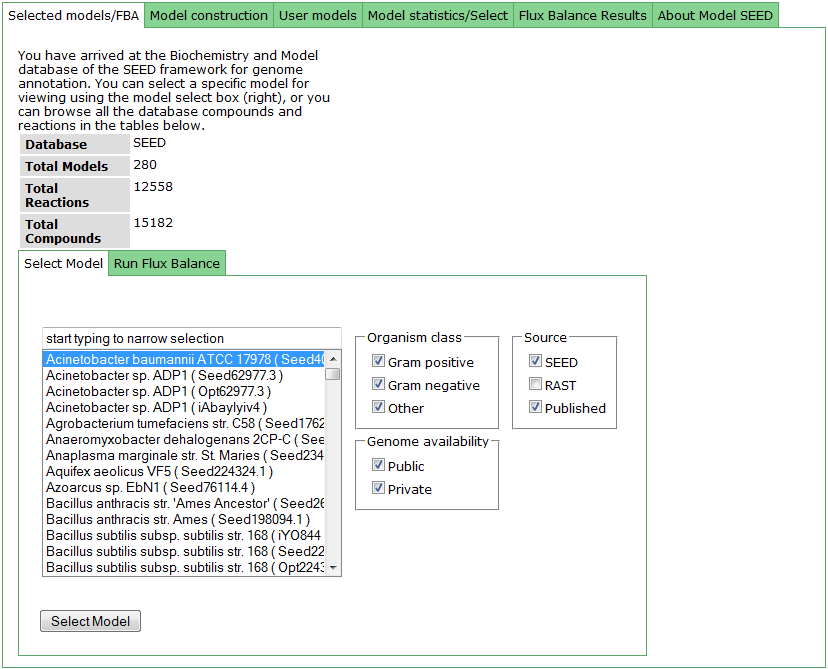 Selected models/FBA Model construction User models Model statistics/Select Flux Balance Results About Model SEED
You have arrived at the Biochemistry and Model
database of the SEED framework for genome
annotation. You can select a specific model for
viewing using the model select box (right), or you
can browse all the database compounds and
reactions in the tables below.
Database SEED
Total Models 280
Total Reactions 12558
Total Compounds 15182
Select Model Run Flux Balance
start typing to narrow selection
Acinetobacter baumannii ATCC 17978 ( Seed40
Acinetobacter sp. ADP1 ( Seed62977.3 )
Acinetobacter sp. ADP1 ( Opt62977.3 )
Acinetobacter sp. ADP1 ( iAbaylyiv4 )
Agrobacterium tumefaciens str. C58 ( Seed1762
Anaeromyxobacter dehalogenans 2CP-C ( See
Anaplasma marginale str. St. Maries ( Seed234
Aquifex aeolicus VF5 ( Seed224324.1 )
Azoarcus sp. EbN1 ( Seed76114.4 )
Bacillus anthracis str. 'Ames Ancestor' ( Seed26
Bacillus anthracis str. Ames ( Seed198094.1 )
Bacillus subtilis subsp. subtilis str. 168 ( iYO844
Bacillus subtilis subsp. subtilis str. 168 ( Seed22
Bacillus subtilis subsp. subtilis str. 168 ( Opt2243
Organism class
Gram positive
Gram negative
Other
Genome availability
Public
Private
Source
SEED
RAST
Published
Select Model